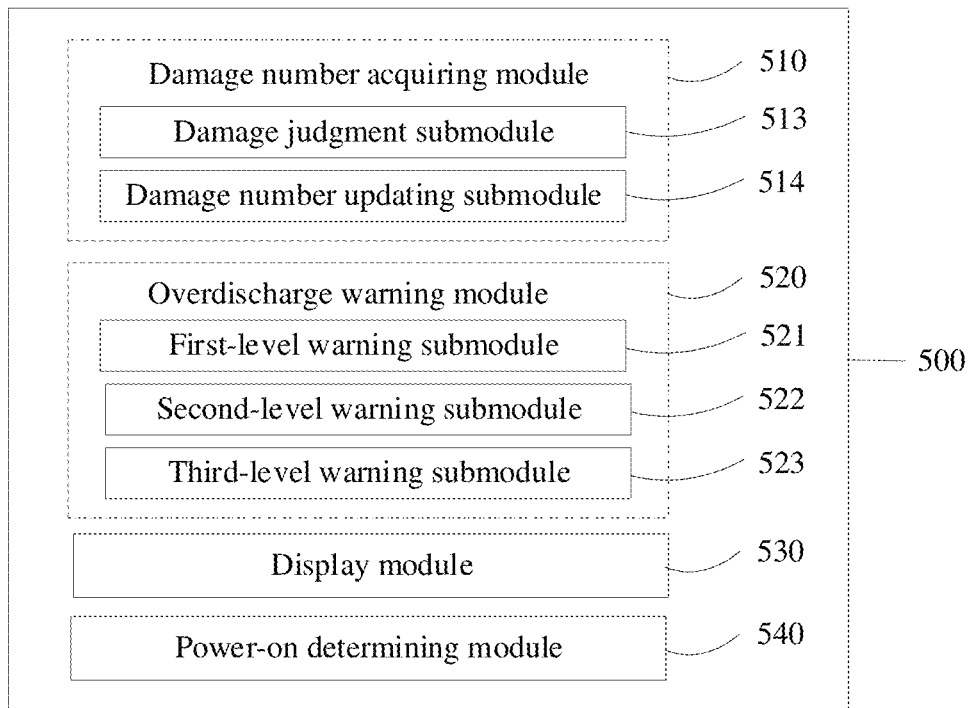 Damage number acquiring module 510
Damage judgment submodule 513
Damage number updating submodule 514
Overdischarge warning module 520
First-level warning submodule 521
500
Second-level warning submodule 522
Third-level warning submodule 523
Display module 530
Power-on determining module 540